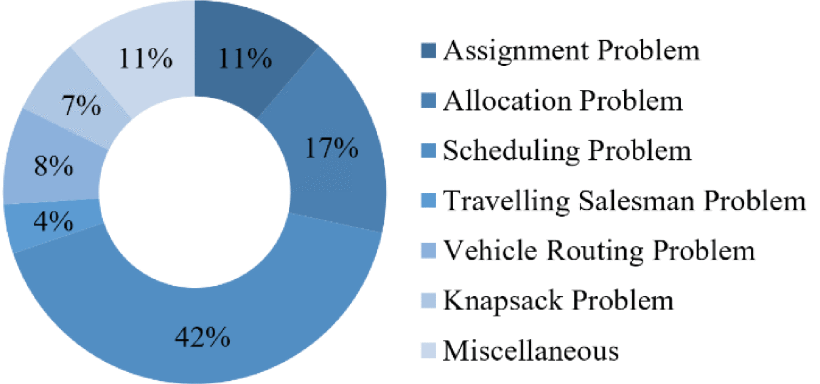 11%
17%
42%
4%
8%
7%
11%
Assignment Problem
Allocation Problem
Scheduling Problem
Travelling Salesman Problem
Vehicle Routing Problem
Knapsack Problem
Miscellaneous